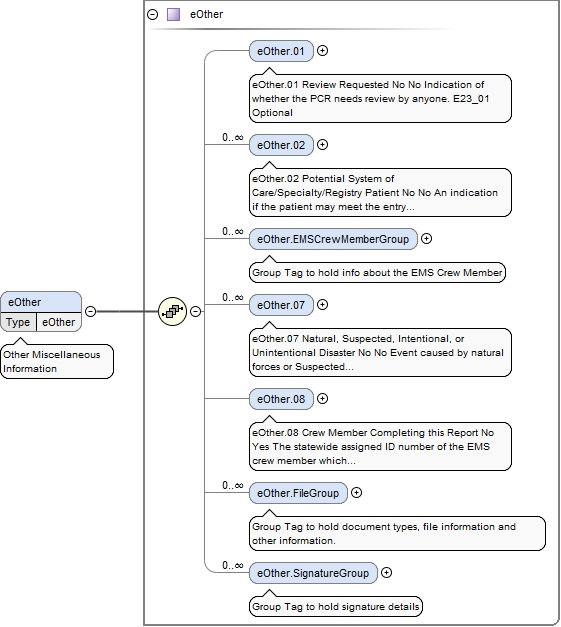 eOther
eOther.01
eOther.01 Review Requested No No Indication of
whether the PCR needs review by anyone. E23_01
Optional
0..∞
eOther.02
eOther.02 Potential System of
Care/Specialty/Registry Patient No No An indication
if the patient may meet the entry...
0..∞
eOther.EMSCrewMemberGroup
Group Tag to hold info about the EMS Crew Member
0..∞
eOther.07
eOther.07 Natural, Suspected, Intentional, or
Unintentional Disaster No No Event caused by natural
forces or Suspected...
eOther
Type eOther
Other Miscellaneous
Information
eOther.08
eOther.08 Crew Member Completing this Report No
Yes The statewide assigned ID number of the EMS
crew member which...
0..∞
eOther.FileGroup
Group Tag to hold document types, file information and
other information.
0..∞
eOther.SignatureGroup
Group Tag to hold signature details